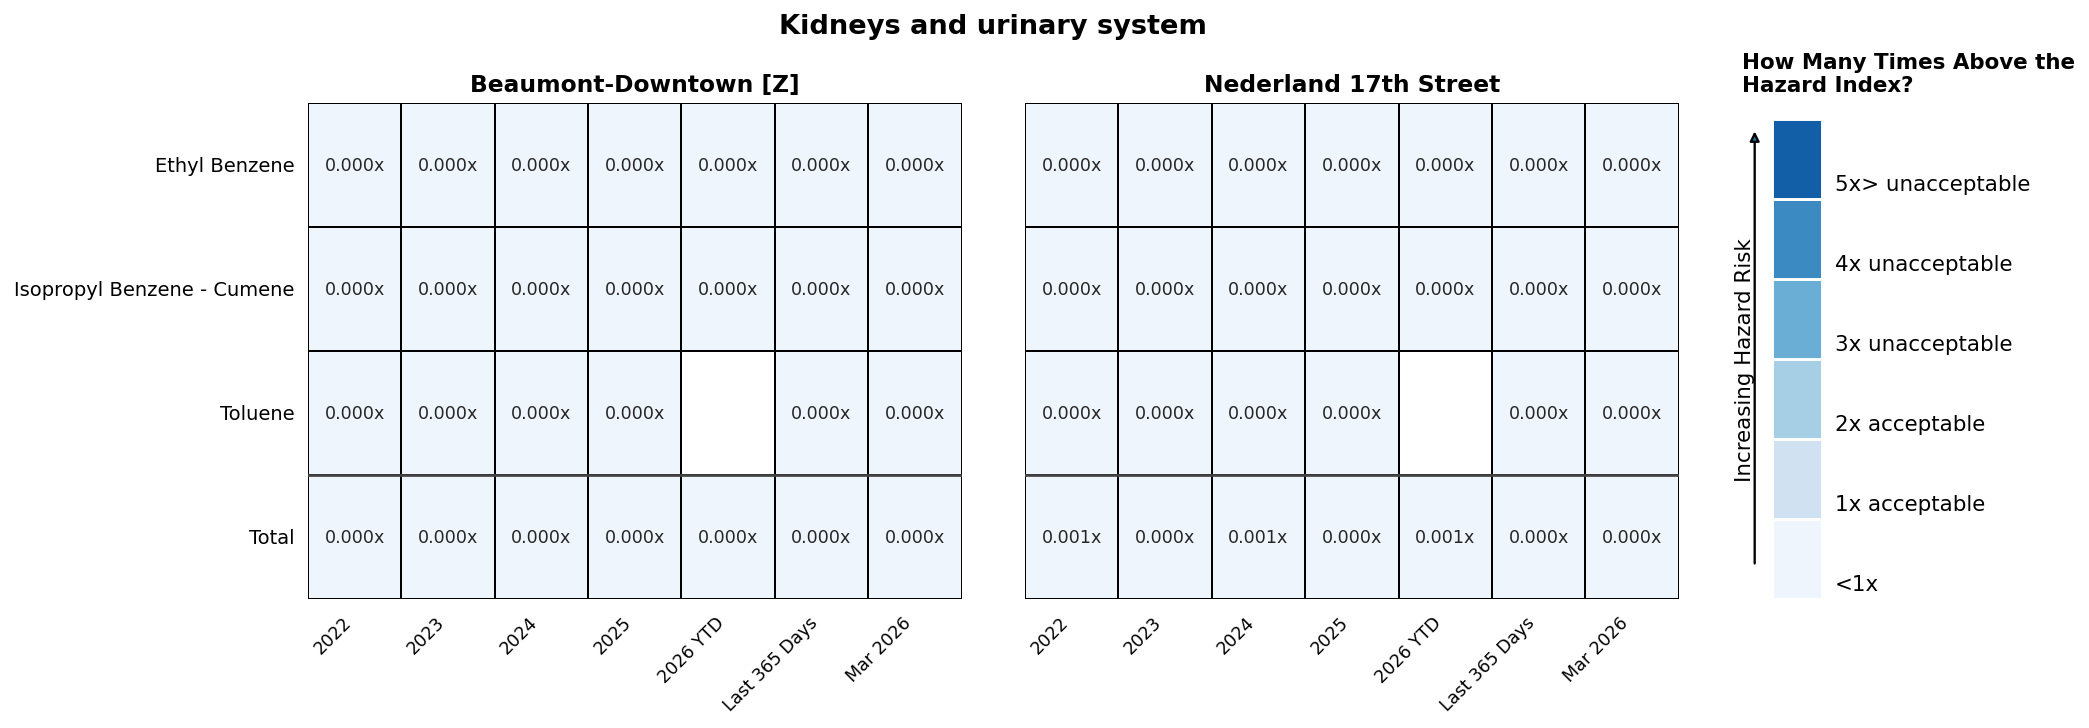 Kidneys and urinary system
Beaumont-Downtown [Z]
Nederland 17th Street
How Many Times Above the
Hazard Index?
Ethyl Benzene 0.000x 0.000x 0.000x 0.000x 0.000x 0.000x 0.000x 0.000x 0.000x 0.000x 0.000x 0.000x 0.000x 0.000x
Isopropyl Benzene - Cumene 0.000x 0.000x 0.000x 0.000x 0.000x 0.000x 0.000x 0.000x 0.000x 0.000x 0.000x 0.000x 0.000x 0.000x
Toluene 0.000x 0.000x 0.000x 0.000x 0.000x 0.000x 0.000x 0.000x 0.000x 0.000x 0.000x 0.000x
Total 0.000x 0.000x 0.000x 0.000x 0.000x 0.000x 0.000x 0.001x 0.000x 0.001x 0.000x 0.001x 0.000x 0.000x
2022 2023 2024 2025 2026 YTD Last 365 Days Mar 2026 2022 2023 2024 2025 2026 YTD Last 365 Days Mar 2026
Increasing Hazard Risk
5x> unacceptable
4x unacceptable
3x unacceptable
2x acceptable
1x acceptable
<1x